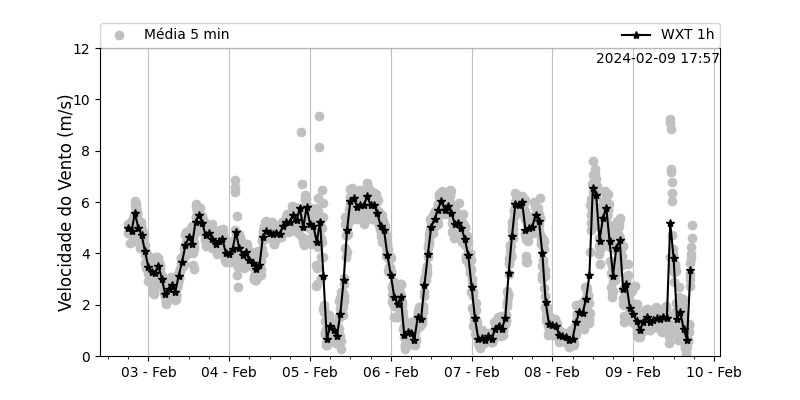 Média 5 min
WXT 1h
2024-02-09 17:57
Velocidade do Vento (m/s)
12
10
8
6
4
2
0
03 - Feb
04 - Feb
05 - Feb
06 - Feb
07 - Feb
08 - Feb
09 - Feb
10 - Feb